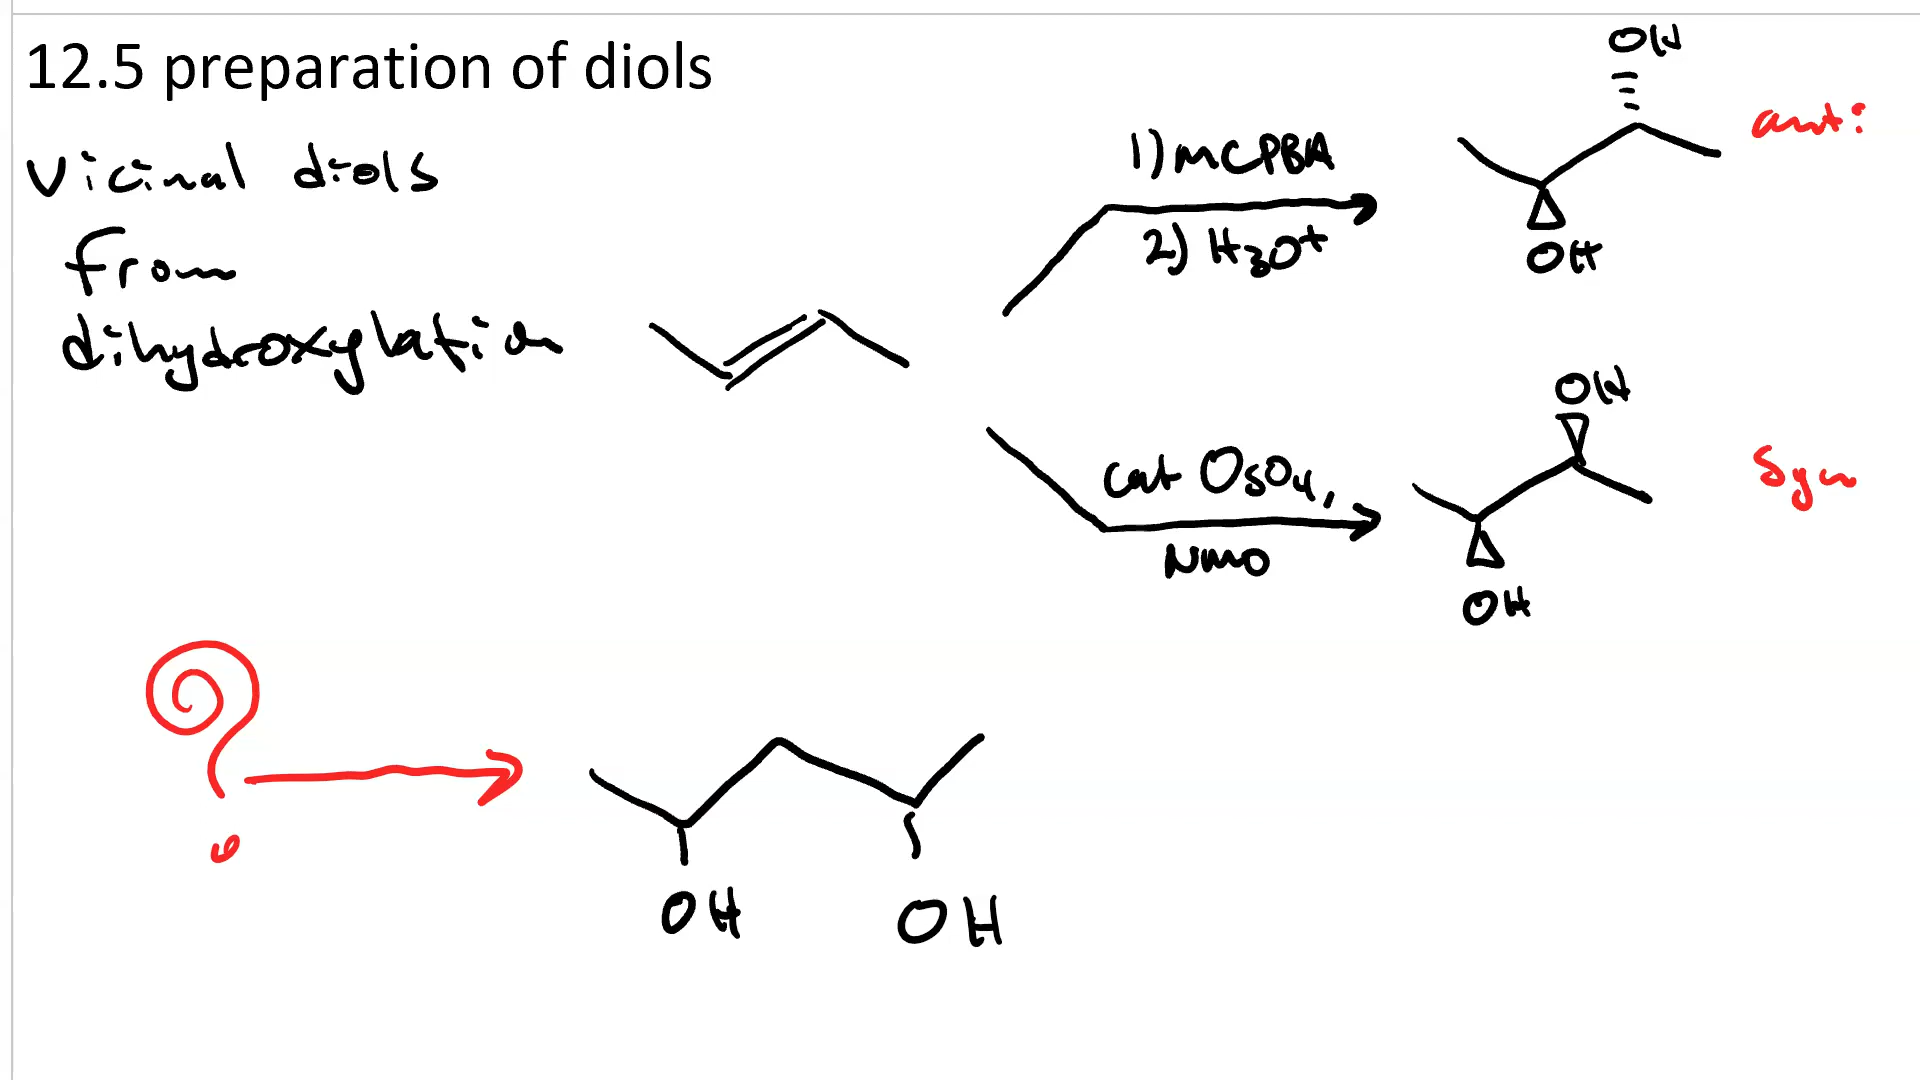 12.5 preparation of diols
vicinal diols
from
dihydroxylation
1) MCPBA
2) H3O+
OH
OH
anti
cat OsO4,
NMO
OH
OH
Syn
?
OH
OH